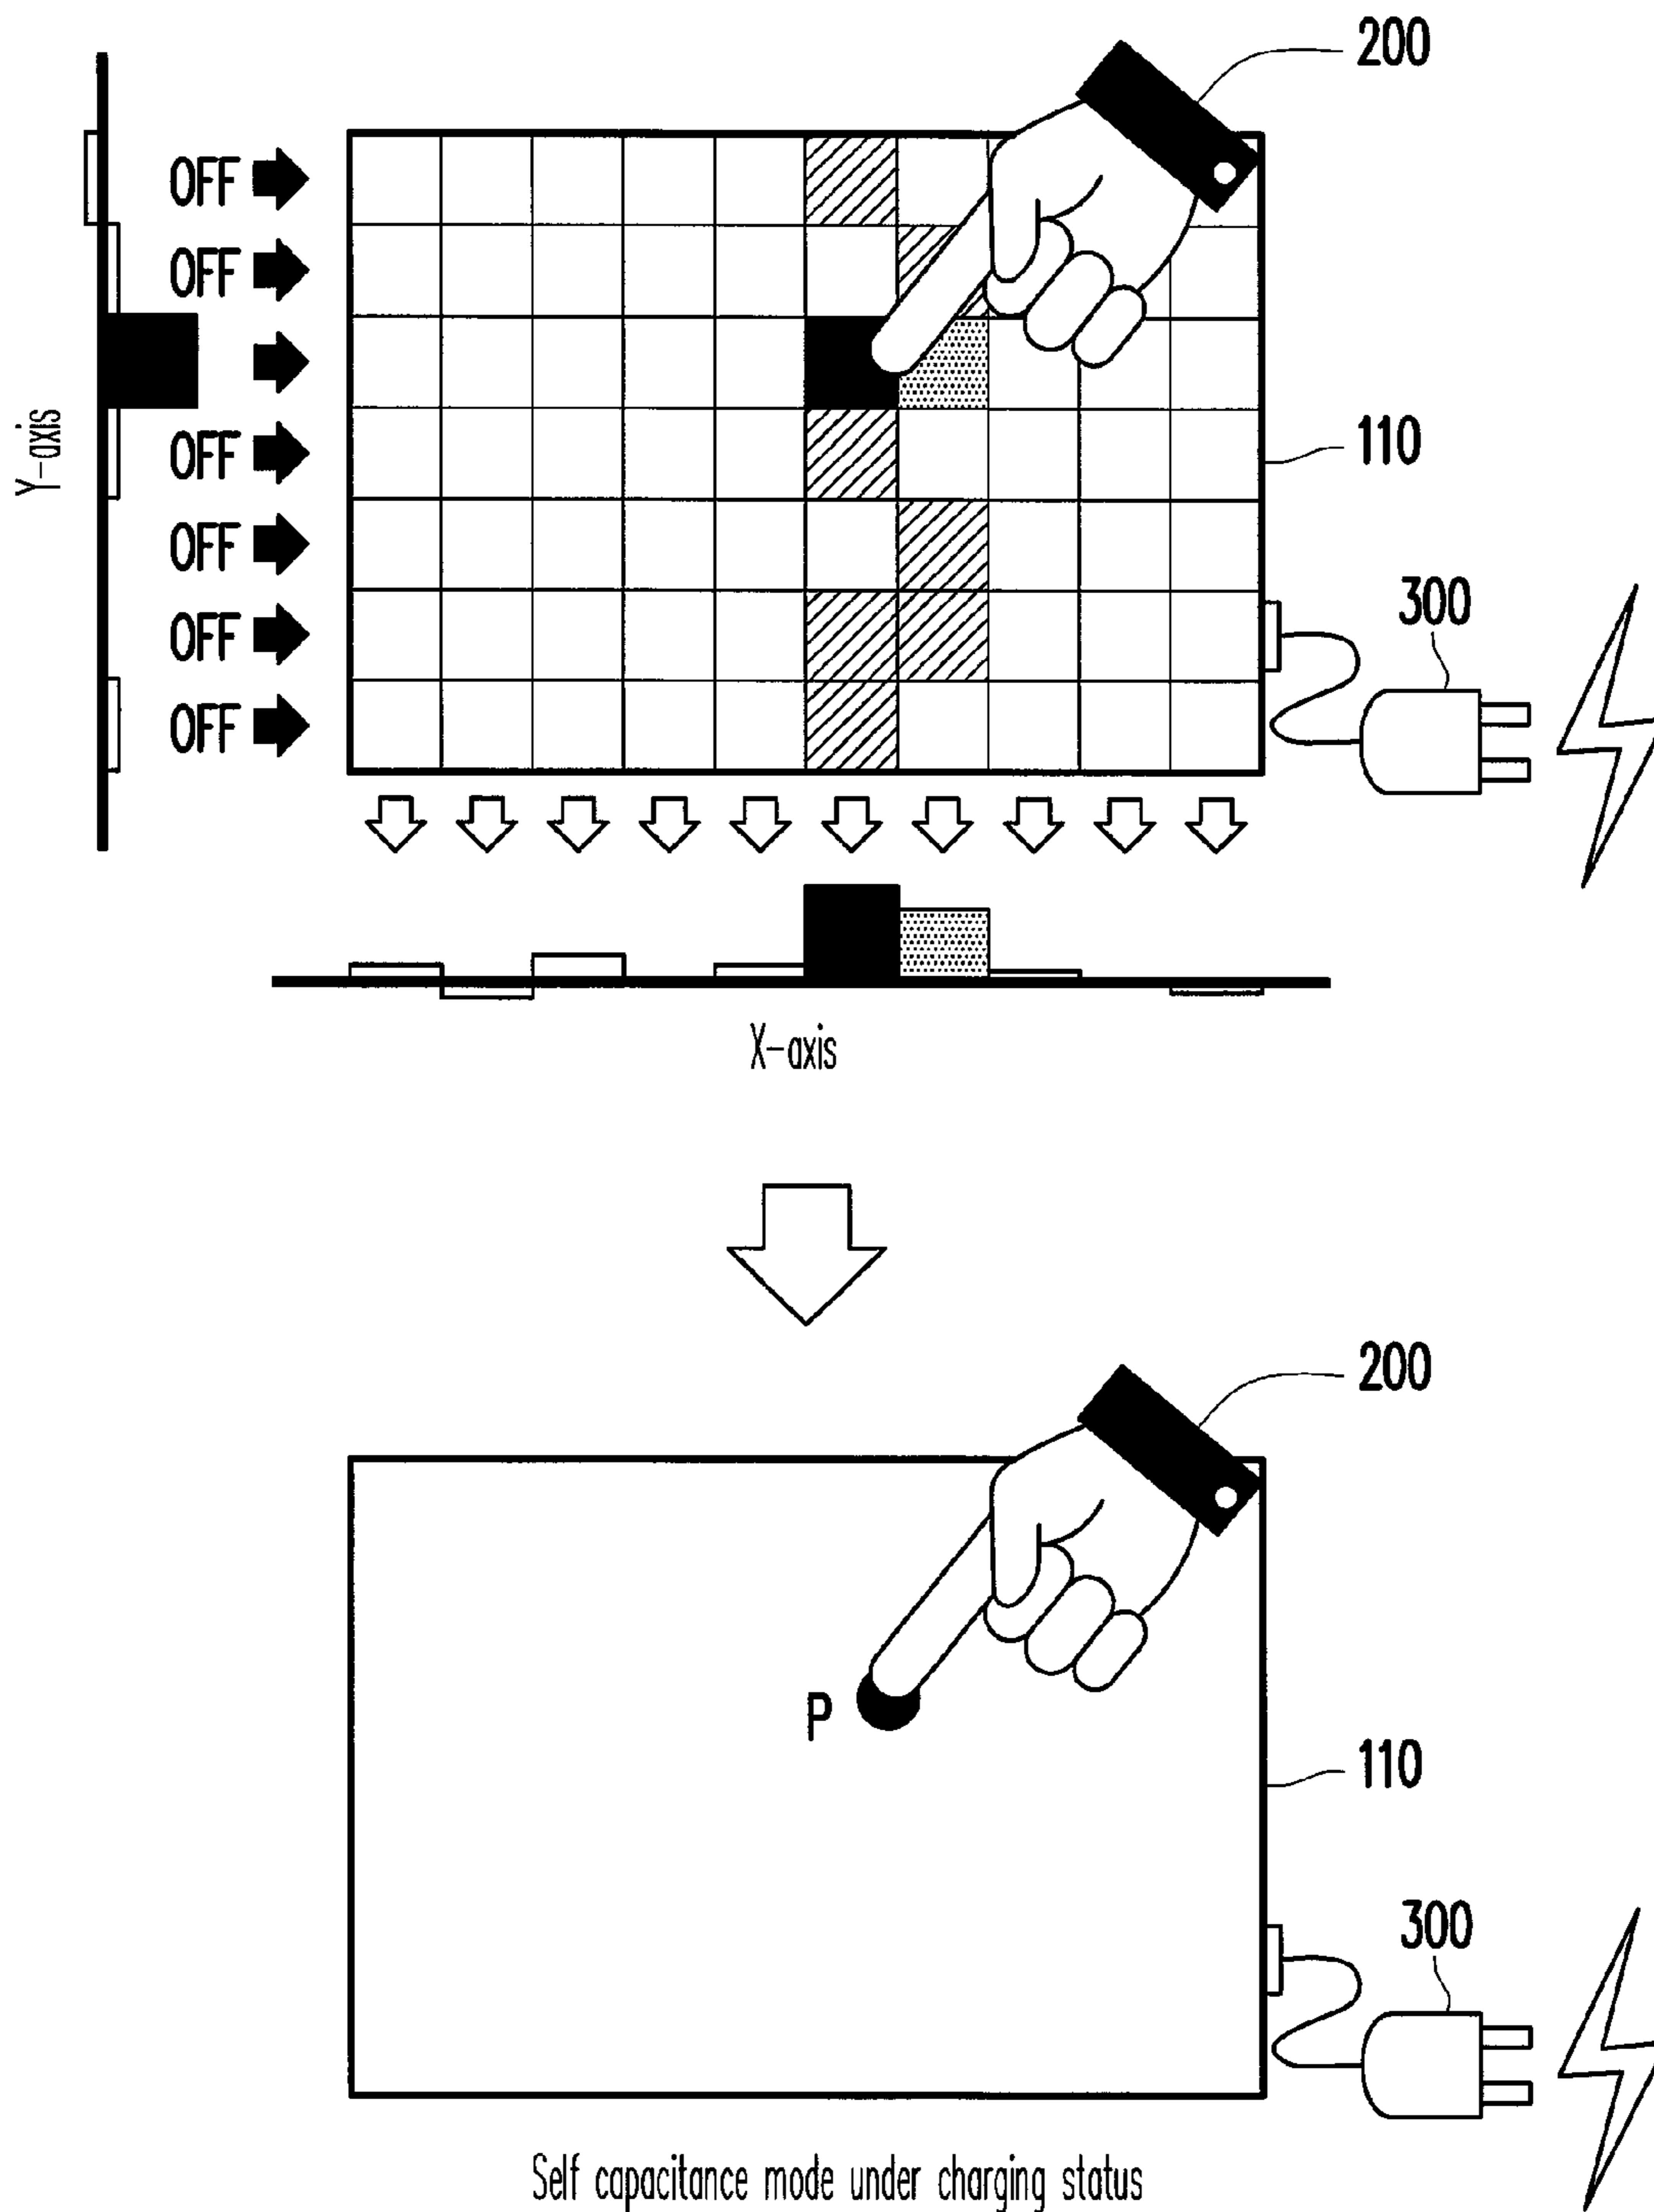 200
OFF
OFF
Y-axis
OFF
110
OFF
OFF
300
OFF
X-axis
200
P
110
300
Self capacitance mode under charging status